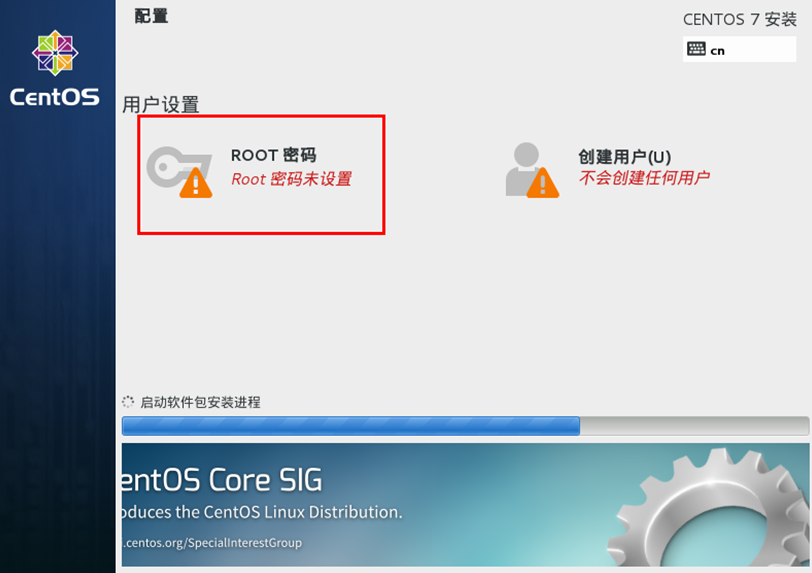 配置
CENTOS 7 安装
cn
CentOS
用户设置
ROOT 密码
Root 密码未设置
创建用户(U)
不会创建任何用户
启动软件包安装进程
entOS Core SIG
oduces the CentOS Linux Distribution.
.centos.org/SpecialInterestGroup